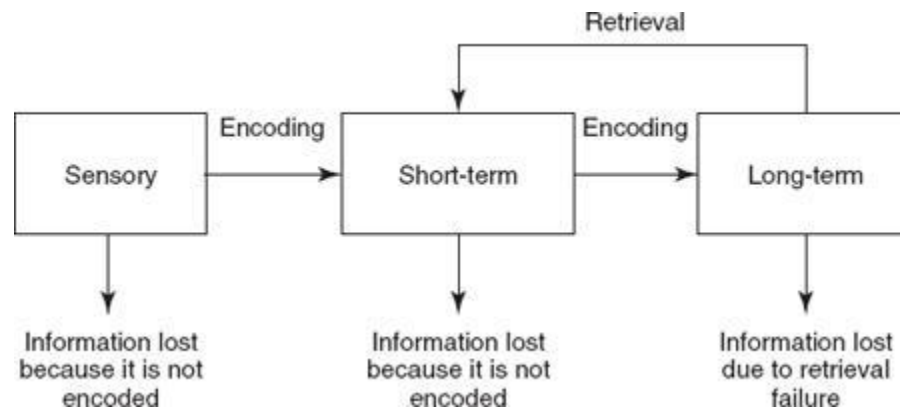 Retrieval
Encoding
Encoding
Sensory
Short-term
Long-term
Information lost
because it is not
encoded
Information lost
because it is not
encoded
Information lost
due to retrieval
failure